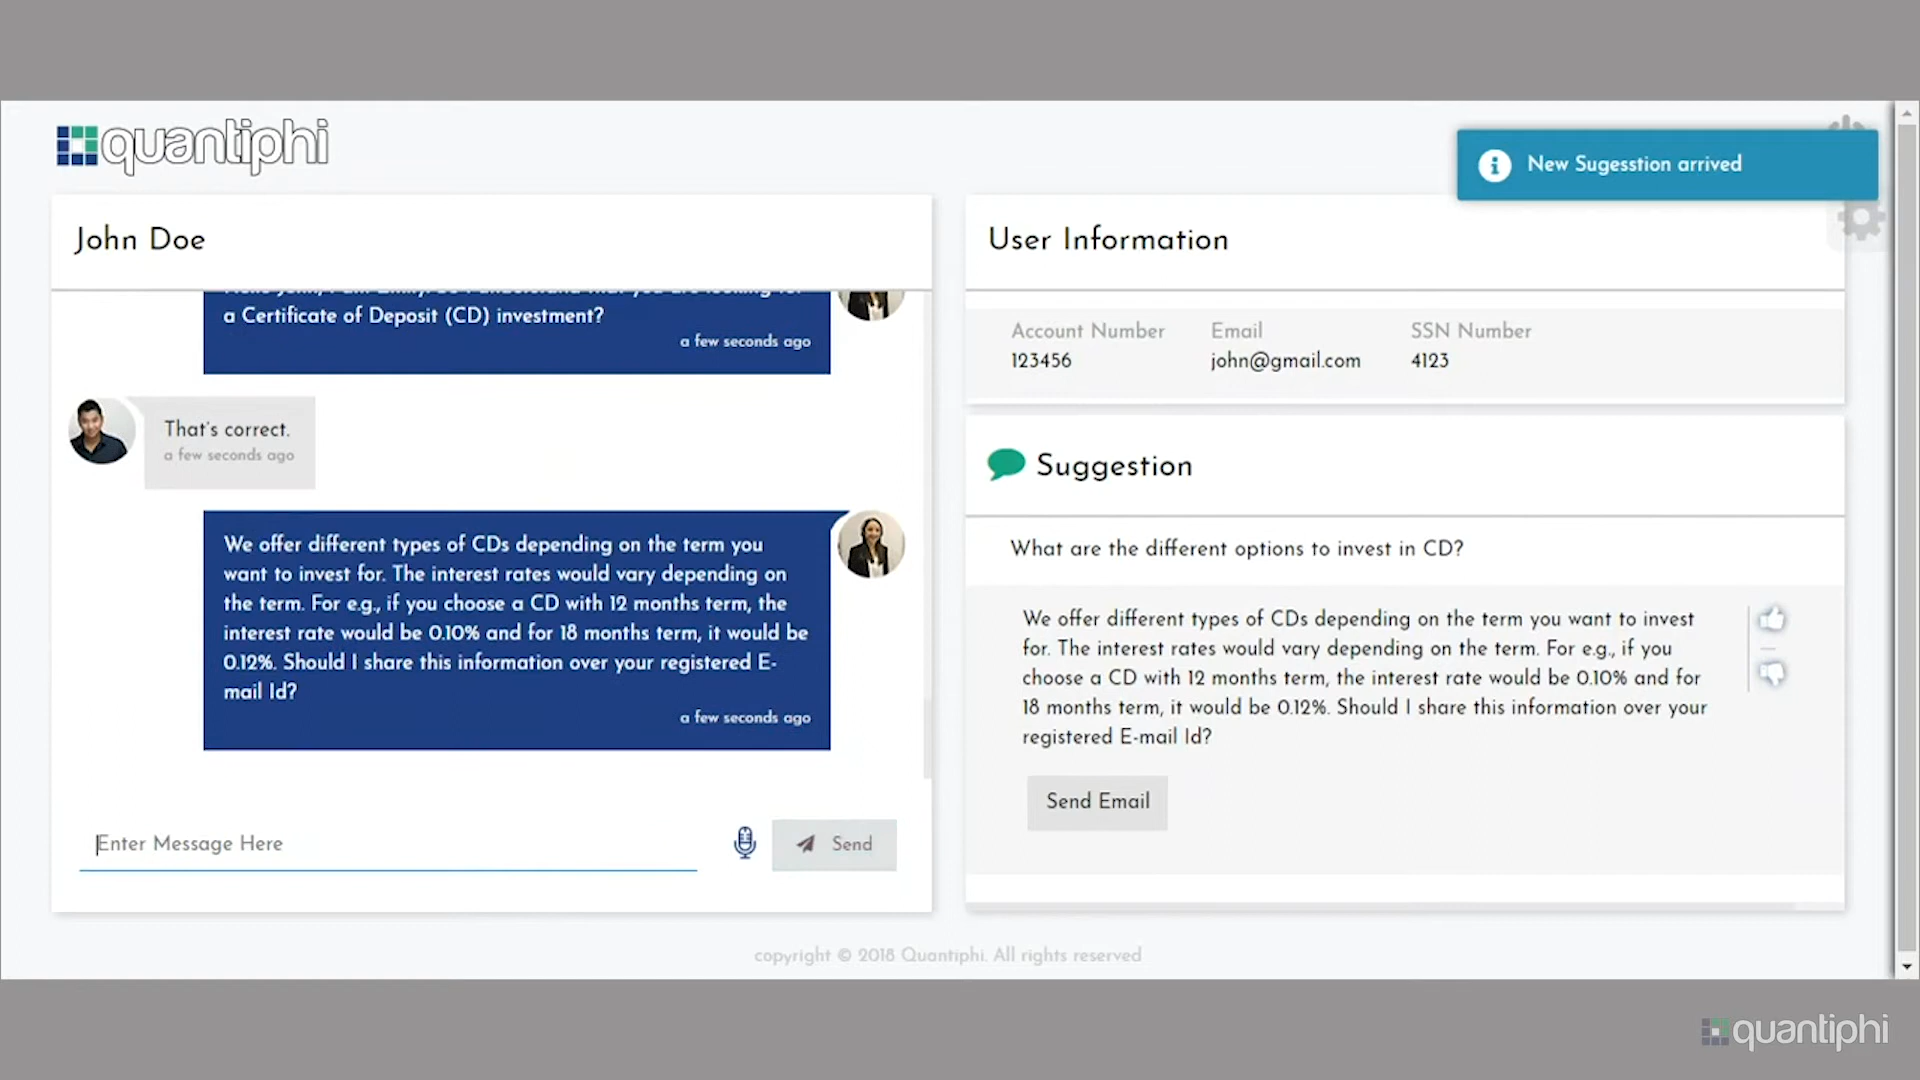 quantiphi
New Sugesstion arrived
John Doe
a Certificate of Deposit (CD) investment?
a few seconds ago
That's correct.
a few seconds ago
We offer different types of CDs depending on the term you
want to invest for. The interest rates would vary depending on
the term. For e.g., if you choose a CD with 12 months term, the
interest rate would be 0.10% and for 18 months term, it would be
0.12%. Should I share this information over your registered E-
mail Id?
a few seconds ago
Enter Message Here
Send
User Information
Account Number Email SSN Number
123456 john@gmail.com 4123
Suggestion
What are the different options to invest in CD?
We offer different types of CDs depending on the term you want to invest
for. The interest rates would vary depending on the term. For e.g., if you
choose a CD with 12 months term, the interest rate would be 0.10% and for
18 months term, it would be 0.12%. Should I share this information over your
registered E-mail Id?
Send Email
copyright © 2018 Quantiphi. All rights reserved
quantiphi